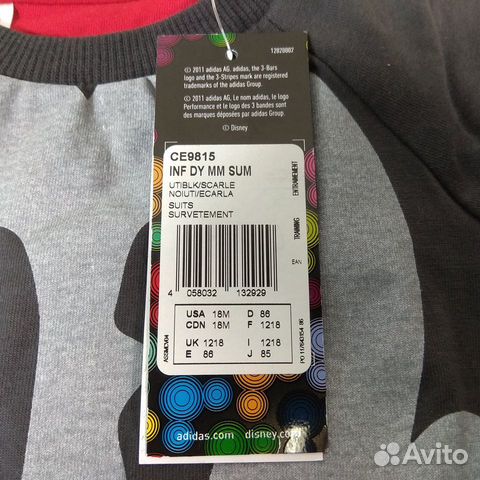 12020007
© 2011 adidas AG. adidas, the 3-Bars
logo and the 3-Stripes mark are registered
trademarks of the adidas Group.
© 2011 adidas AG, Le nom adidas, le logo
Performance et le logo des 3 bandes sont
des marques déposées par adidas Group.
© Disney
CE9815
INF DY MM SUM
UTIBLK/SCARLE
NOIUTI/ECARLA
SUITS
SURVETEMENT
TRAINING
ENTRAINEMENT
EAN
4 058032 132929
USA 18M D 86
CDN 18M F 1218
UK 1218 I 1218
E 86 J 85
adidas.com disney.com
Avito